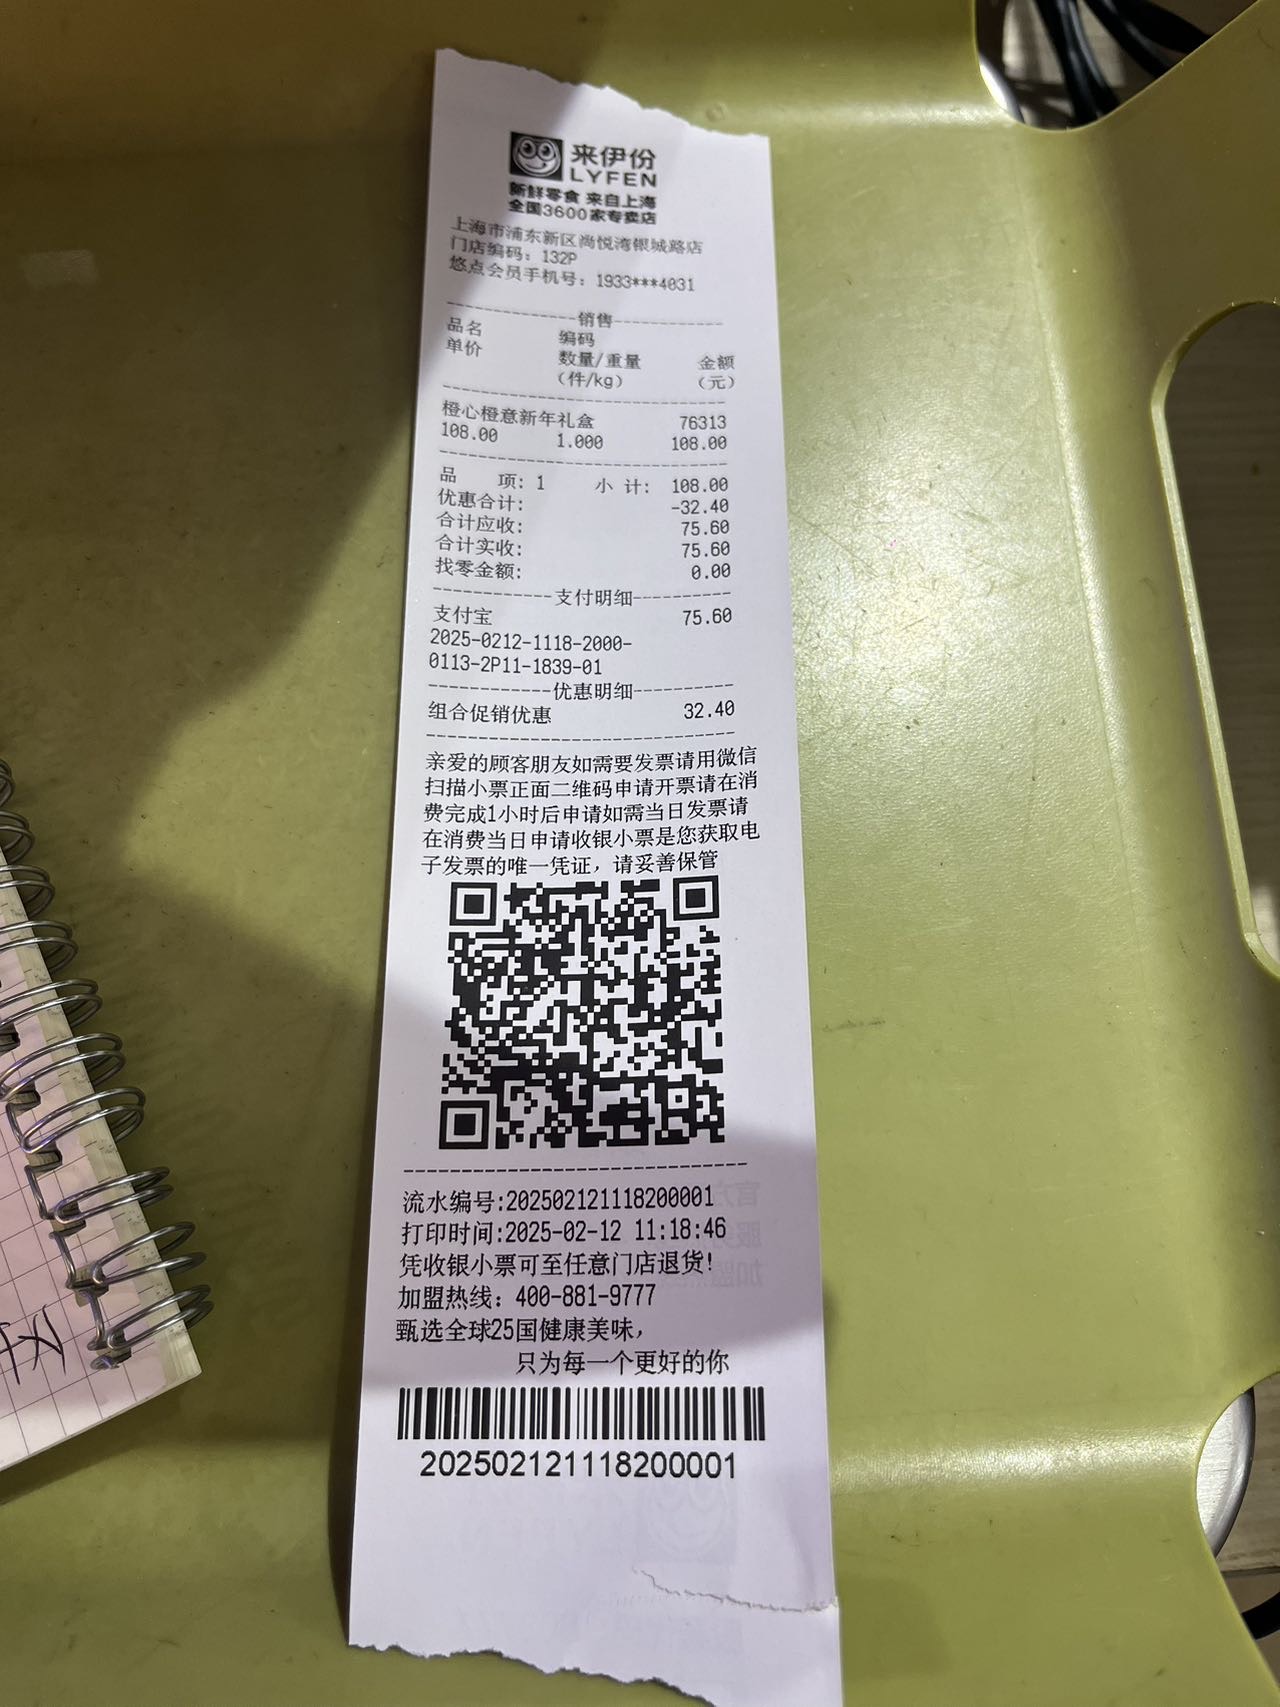 来伊份
LYFEN
新鲜零食 来自上海
全国3600家专卖店
上海市浦东新区尚悦湾银城路店
门店编码：132P
悠点会员手机号：1933***4031
------------销售------------
品名 编码
单价 数量/重量 金额
（件/kg） （元）
橙心橙意新年礼盒 76313
108.00 1.000 108.00
品 项: 1 小 计: 108.00
优惠合计: -32.40
合计应收: 75.60
合计实收: 75.60
找零金额: 0.00
------------支付明细----------
支付宝 75.60
2025-0212-1118-2000-
0113-2P11-1839-01
------------优惠明细----------
组合促销优惠 32.40
亲爱的顾客朋友如需要发票请用微信
扫描小票正面二维码申请开票请在消
费完成1小时后申请如需当日发票请
在消费当日申请收银小票是您获取电
子发票的唯一凭证，请妥善保管
流水编号:202502121118200001
打印时间:2025-02-12 11:18:46
凭收银小票可至任意门店退货!
加盟热线：400-881-9777
甄选全球25国健康美味，
只为每一个更好的你
202502121118200001